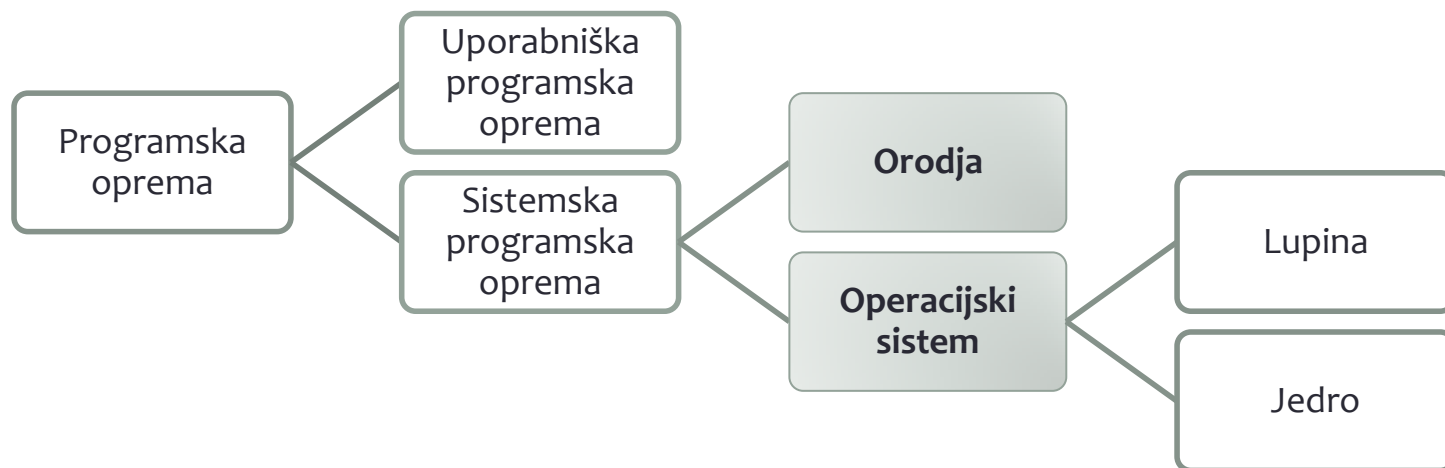 Programska
oprema
Uporabniška
programska
oprema
Sistemska
programska
oprema
Orodja
Operacijski
sistem
Lupina
Jedro